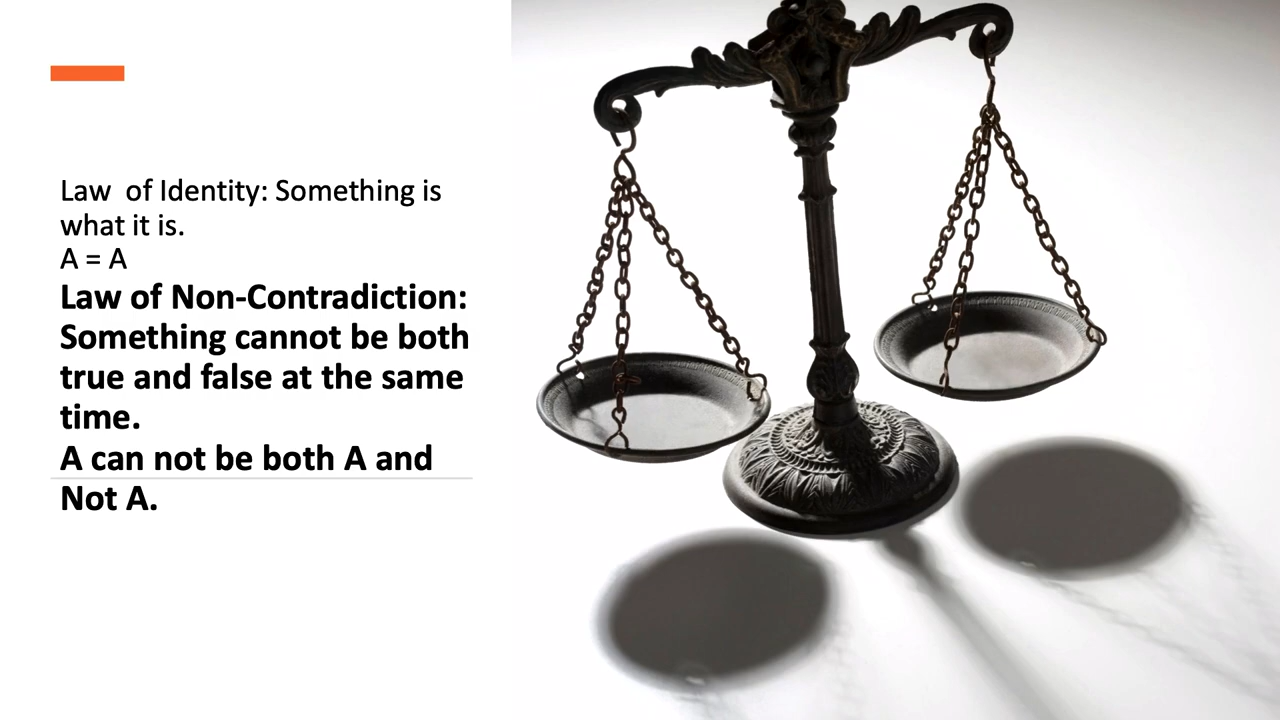 Law  of Identity: Something is
what it is.
A = A
Law of Non-Contradiction:
Something cannot be both
true and false at the same
time.
A can not be both A and
Not A.